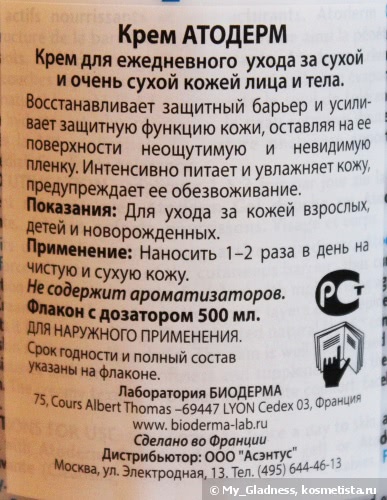 Крем АТОДЕРМ
Крем для ежедневного ухода за сухой
и очень сухой кожей лица и тела.
Восстанавливает защитный барьер и усили-
вает защитную функцию кожи, оставляя на ее
поверхности неощутимую и невидимую
пленку. Интенсивно питает и увлажняет кожу,
предупреждает ее обезвоживание.
Показания: Для ухода за кожей взрослых,
детей и новорожденных.
Применение: Наносить 1–2 раза в день на
чистую и сухую кожу.
Не содержит ароматизаторов.
Флакон с дозатором 500 мл.
ДЛЯ НАРУЖНОГО ПРИМЕНЕНИЯ.
Срок годности и полный состав
указаны на флаконе.
Лаборатория БИОДЕРМА
75, Cours Albert Thomas –69447 LYON Cedex 03, Франция
www.bioderma-lab.ru
Сделано во Франции
Дистрибьютор: ООО "Асэнтус"
Москва, ул. Электродная, 13. Тел. (495) 644-46-13
© My_Gladness, kosmetista.ru